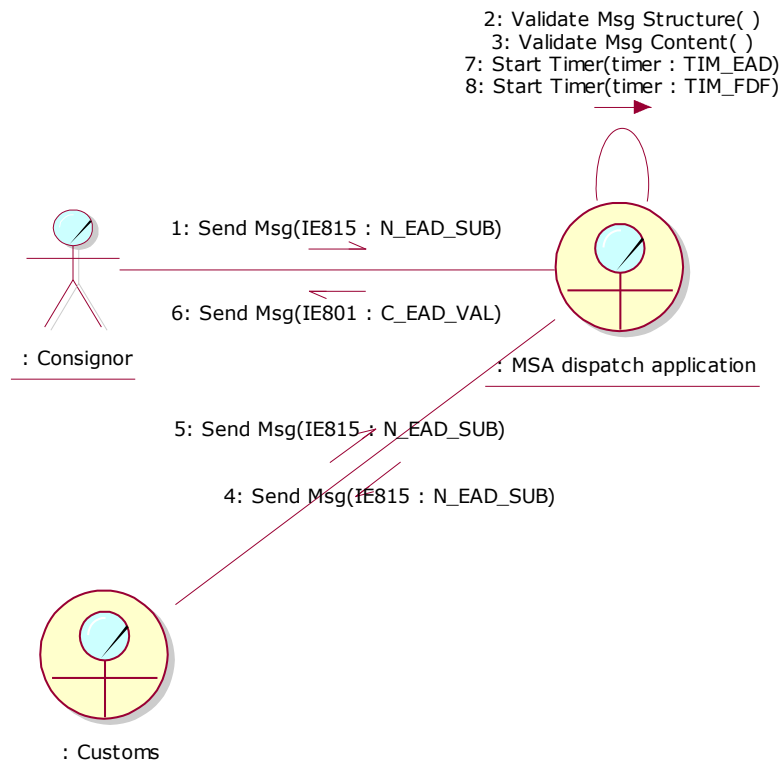 2: Validate Msg Structure( )
3: Validate Msg Content( )
7: Start Timer(timer : TIM_EAD)
8: Start Timer(timer : TIM_FDF)
1: Send Msg(IE815 : N_EAD_SUB)
6: Send Msg(IE801 : C_EAD_VAL)
: Consignor
: MSA dispatch application
5: Send Msg(IE815 : N_EAD_SUB)
4: Send Msg(IE815 : N_EAD_SUB)
: Customs